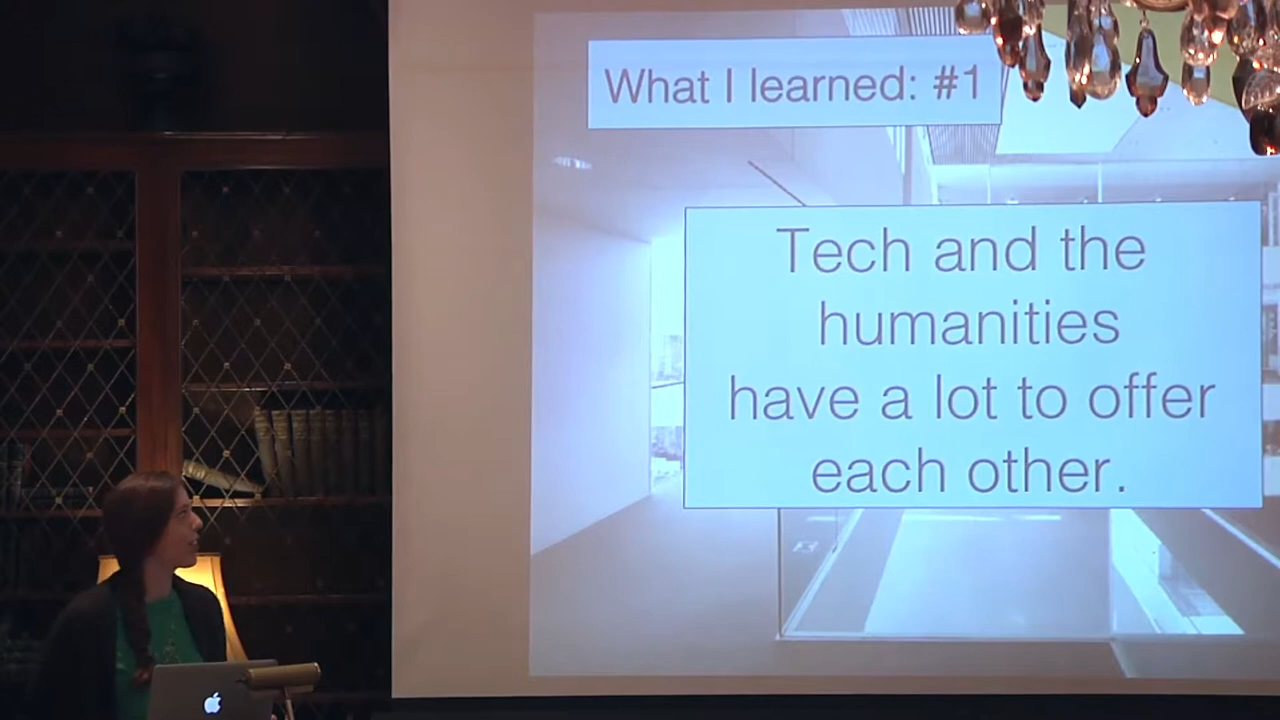 What I learned: #1
Tech and the
humanities
have a lot to offer
each other.